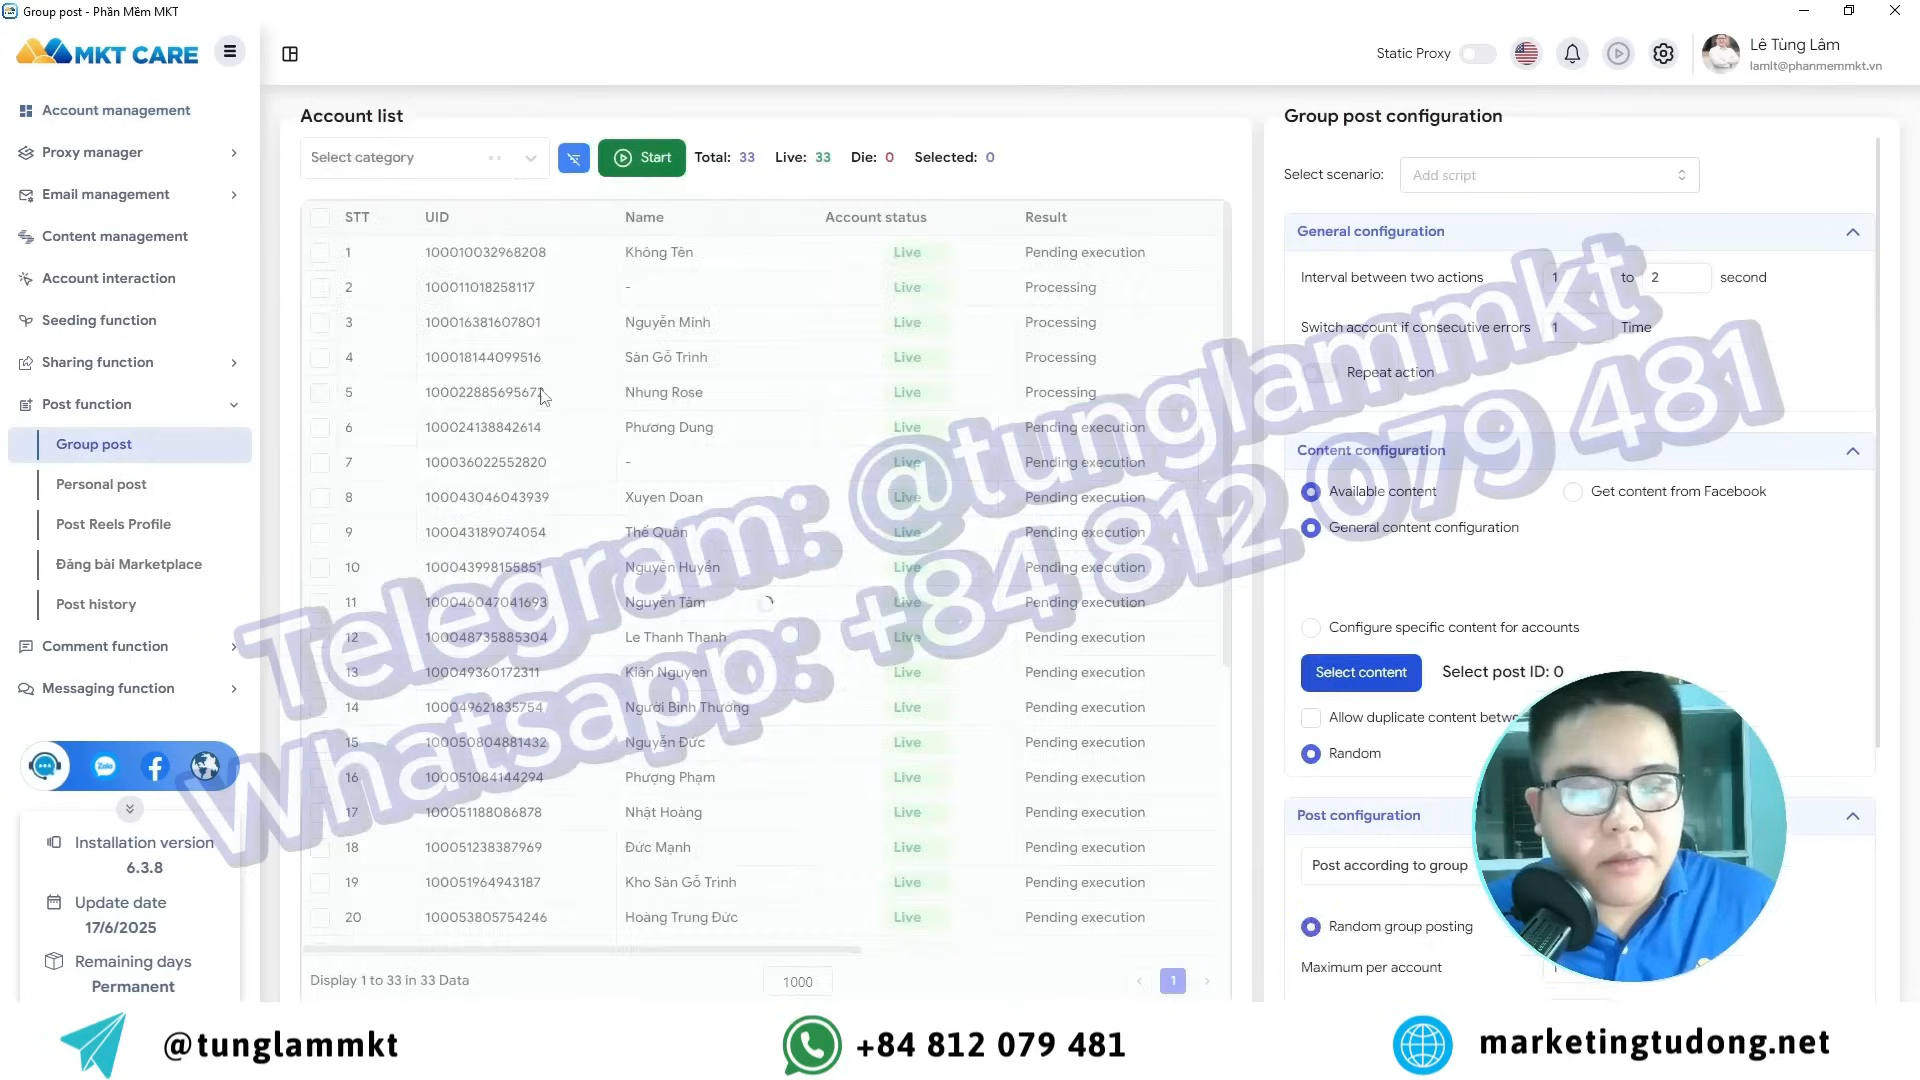 Group post - Phần Mềm MKT
MKT CARE
Static Proxy
Lê Tùng Lâm
lamlt@phanmemmkt.vn
Account management
Proxy manager
Email management
Content management
Account interaction
Seeding function
Sharing function
Post function
Group post
Personal post
Post Reels Profile
Đăng bài Marketplace
Post history
Comment function
Messaging function
Zalo
Installation version
6.3.8
Update date
17/6/2025
Remaining days
Permanent
Account list
Select category
Start
Total: 33 Live: 33 Die: 0 Selected: 0
STT UID Name Account status Result
1 100010032968208 Không Tên Live Pending execution
2 100011018258117 - Live Processing
3 100016381607801 Nguyễn Minh Live Processing
4 100018144099516 Sàn Gỗ Trình Live Processing
5 10002288569567 Nhung Rose Live Processing
6 100024138842614 Phương Dung Live Pending execution
7 100036022552820 - Live Pending execution
8 100043046043939 Xuyen Doan Live Pending execution
9 100043189074054 Thế Quân Live Pending execution
10 100043998155851 Nguyễn Huyền Live Pending execution
11 100046047041693 Nguyễn Tâm Live Pending execution
12 100048735885304 Le Thanh Thanh Live Pending execution
13 100049360172311 Kiên Nguyen Live Pending execution
14 100049621835754 Người Bình Thường Live Pending execution
15 100050804881432 Nguyễn Đức Live Pending execution
16 100051084144294 Phượng Phạm Live Pending execution
17 100051188086878 Nhật Hoàng Live Pending execution
18 100051238387969 Đức Mạnh Live Pending execution
19 100051964943187 Kho Sàn Gỗ Trình Live Pending execution
20 100053805754246 Hoàng Trung Đức Live Pending execution
Display 1 to 33 in 33 Data
1000
1
Group post configuration
Select scenario: Add script
General configuration
Interval between two actions 1 to 2 second
Switch account if consecutive errors 1 Time
Repeat action
Content configuration
Available content
Get content from Facebook
General content configuration
Configure specific content for accounts
Select content
Select post ID: 0
Allow duplicate content betw
Random
Post configuration
Post according to group
Random group posting
Maximum per account
Telegram: @tunglammkt
Whatsapp: +84 812 079 481
@tunglammkt
+84 812 079 481
marketingtudong.net